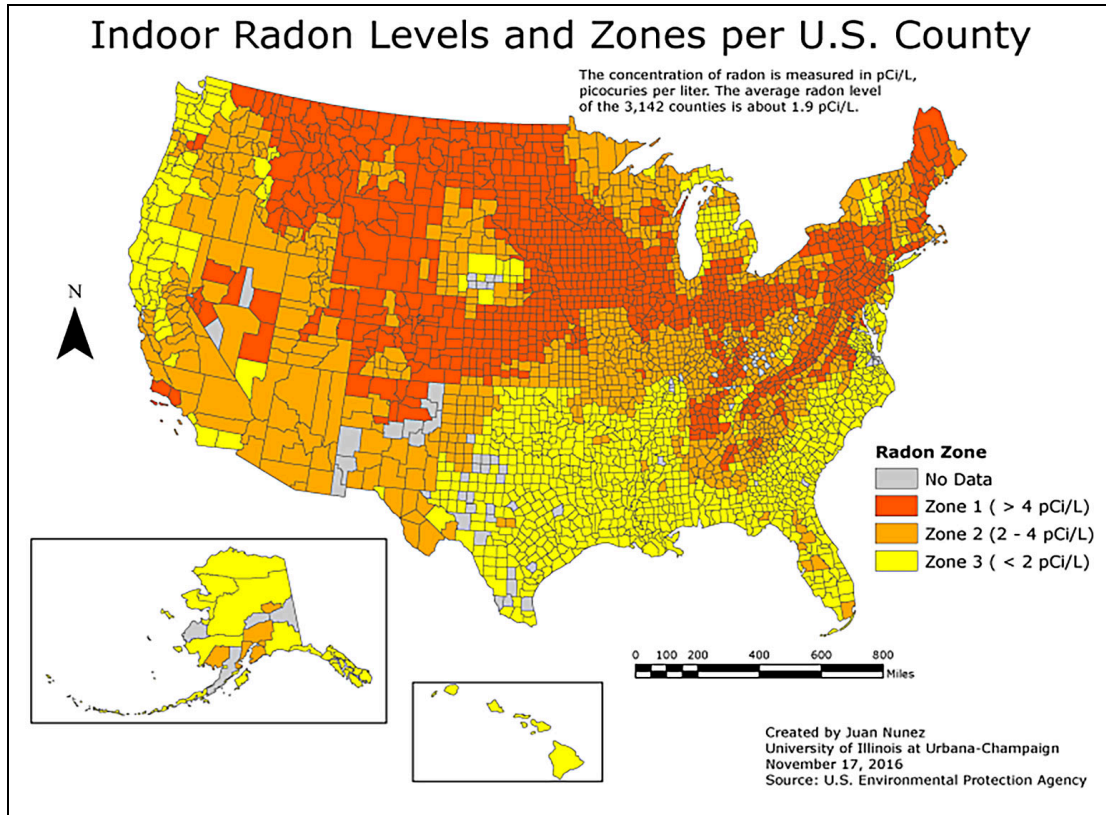 Indoor Radon Levels and Zones per U.S. County
The concentration of radon is measured in pCi/L,
picocuries per liter. The average radon level
of the 3,142 counties is about 1.9 pCi/L.
N
Radon Zone
No Data
Zone 1 ( > 4 pCi/L)
Zone 2 (2 - 4 pCi/L)
Zone 3 ( < 2 pCi/L)
0 100 200 400 600 800
Miles
Created by Juan Nunez
University of Illinois at Urbana-Champaign
November 17, 2016
Source: U.S. Environmental Protection Agency